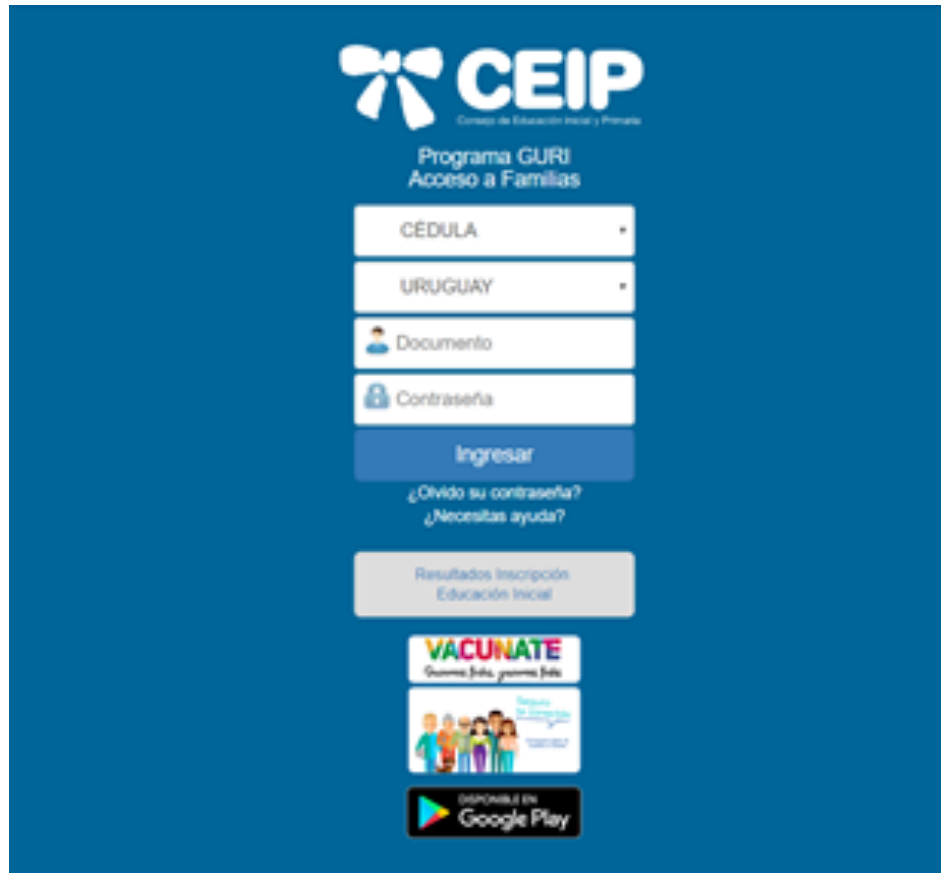 CEIP
Consejo de Educación Inicial y Primaria
Programa GURI
Acceso a Familias
CÉDULA
URUGUAY
Documento
Contraseña
Ingresar
¿Olvido su contraseña?
¿Necesitas ayuda?
Resultados Inscripción
Educación Inicial
VACUNATE
DISPONIBLE EN
Google Play